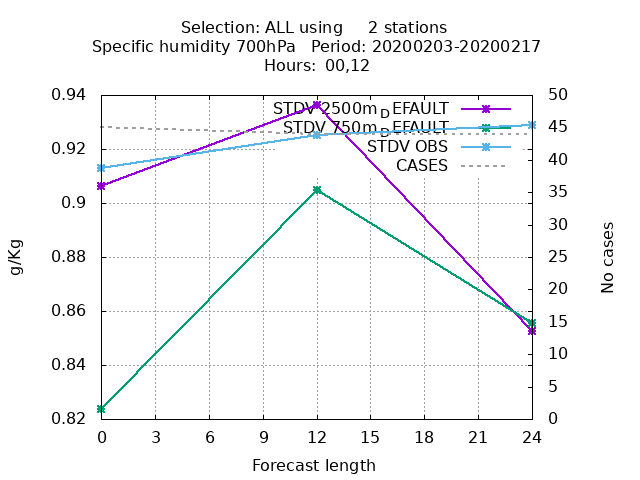 Selection: ALL using 2 stations
Specific humidity 700hPa Period: 20200203-20200217
Hours: 00,12
0.94
0.92
0.9
0.88
0.86
0.84
0.82
g/Kg
STDV 2500m_DEFAULT
STDV 750m_DEFAULT
STDV OBS
CASES
50
45
40
35
30
25
20
15
10
5
0
No cases
0 3 6 9 12 15 18 21 24
Forecast length